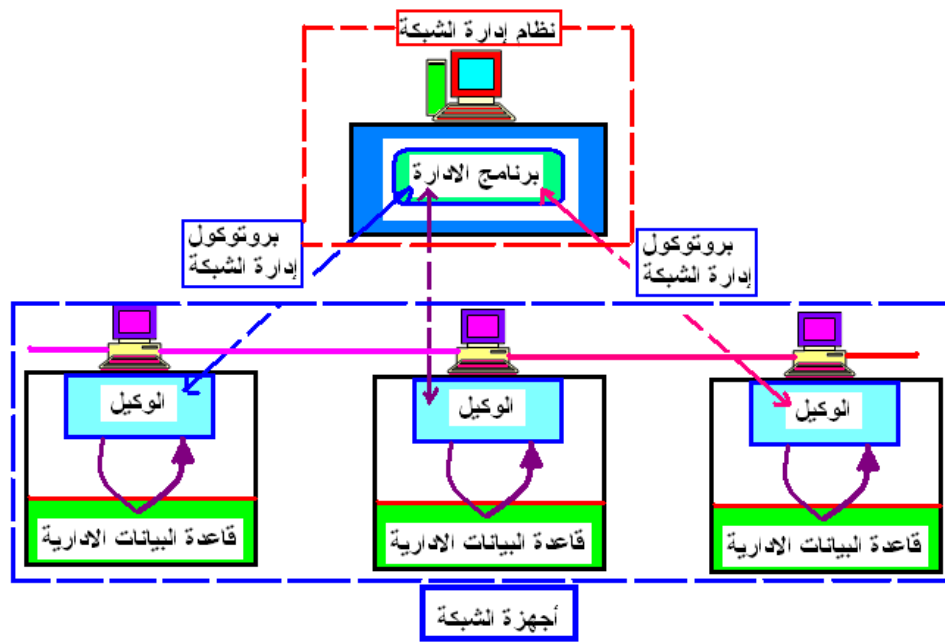 نظام إدارة الشبكة
برنامج الادارة
بروتوكول
إدارة الشبكة
بروتوكول
إدارة الشبكة
الوكيل
الوكيل
الوكيل
قاعدة البيانات الادارية
قاعدة البيانات الادارية
قاعدة البيانات الادارية
أجهزة الشبكة